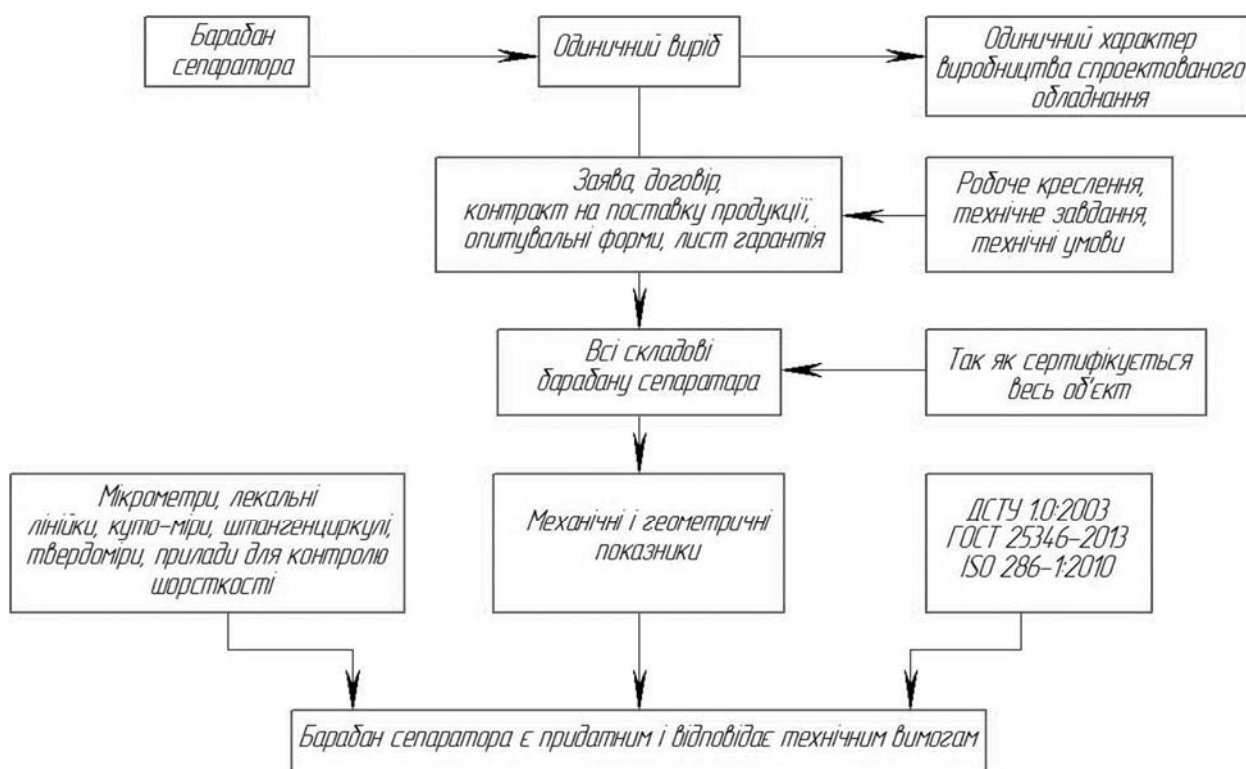 Барабан
сепаратора
Одиничний виріб
Одиничний характер
виробництва спроектованого
обладнання
Заява, договір,
контракт на поставку продукції,
опитувальні форми, лист гарантія
Робоче креслення,
технічне завдання,
технічні умови
Всі складові
барабану сепаратара
Так як сертифікується
весь об'єкт
Мікрометри, лекальні
лінійки, куто-міри, штангенциркулі,
твердоміри, прилади для контролю
шорсткості
Механічні і геометричні
показники
ДСТУ 1.0:2003
ГОСТ 25346-2013
ISO 286-1:2010
Барабан сепаратора є придатним і відповідає технічним вимогам